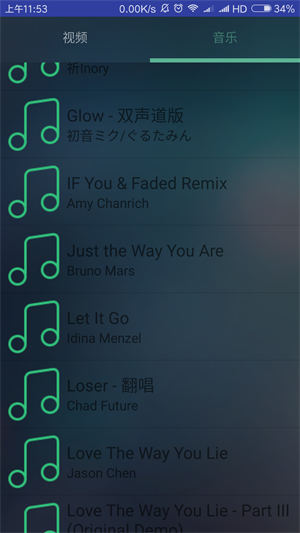 上午11:53 0.00K/s HD 34%
视频 音乐
祈Inory
Glow - 双声道版
初音ミク/ぐるたみん
IF You & Faded Remix
Amy Chanrich
Just the Way You Are
Bruno Mars
Let It Go
Idina Menzel
Loser - 翻唱
Chad Future
Love The Way You Lie
Jason Chen
Love The Way You Lie - Part III
(Original Demo)